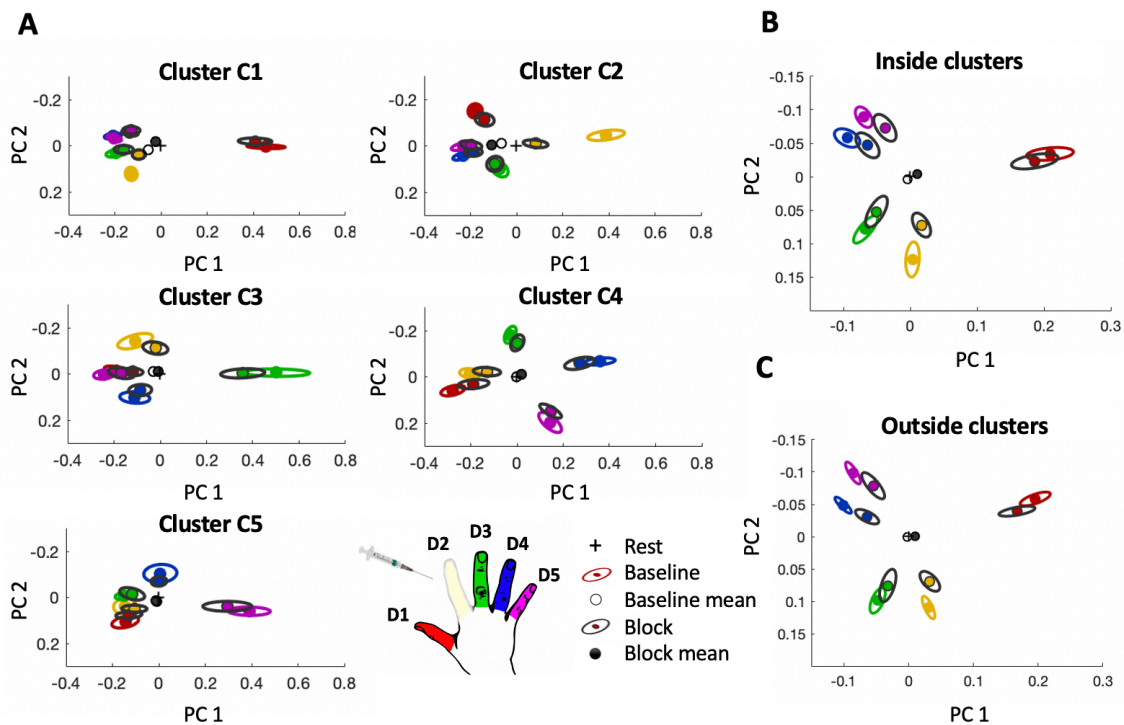 A
B
Cluster C1
Cluster C2
Inside clusters
-0.2
0
0.2
PC 2
-0.4 -0.2 0 0.2 0.4 0.6 0.8
PC 1
-0.2
0
0.2
PC 2
-0.4 -0.2 0 0.2 0.4 0.6 0.8
PC 1
-0.15
-0.1
-0.05
0
0.05
0.1
0.15
PC 2
-0.1 0 0.1 0.2 0.3
PC 1
Cluster C3
Cluster C4
-0.2
0
0.2
PC 2
-0.4 -0.2 0 0.2 0.4 0.6 0.8
PC 1
-0.2
0
0.2
PC 2
-0.4 -0.2 0 0.2 0.4 0.6 0.8
PC 1
C
Outside clusters
-0.15
-0.1
-0.05
0
0.05
0.1
0.15
PC 2
-0.1 0 0.1 0.2 0.3
PC 1
Cluster C5
-0.2
0
0.2
PC 2
-0.4 -0.2 0 0.2 0.4 0.6 0.8
PC 1
D1
D2
D3
D4
D5
Rest
Baseline
Baseline mean
Block
Block mean